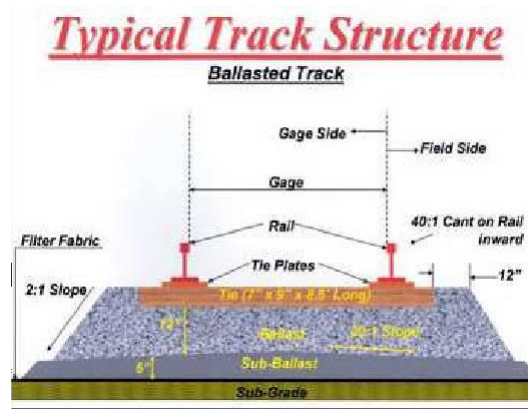 Typical Track Structure
Ballasted Track
Gage Side
Field Side
Gage
Rail
40:1 Cant on Rail
inward
Filter Fabric
Tie Plates
12"
2:1 Slope
Tie (7" x 9" x 8.5' Long)
12"
Ballast
20:1 Slope
Sub-Ballast
6"
Sub-Grade